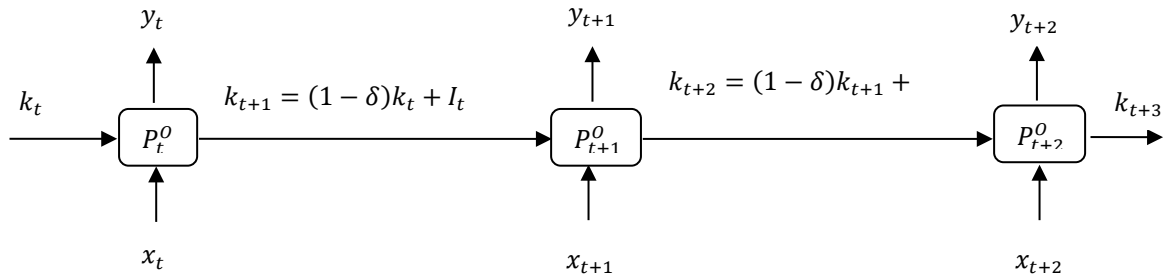 y_t y_{t+1} y_{t+2}
k_t k_{t+1} = (1 − δ)k_t + I_t k_{t+2} = (1 − δ)k_{t+1} + k_{t+3}
P_t^O P_{t+1}^O P_{t+2}^O
x_t x_{t+1} x_{t+2}